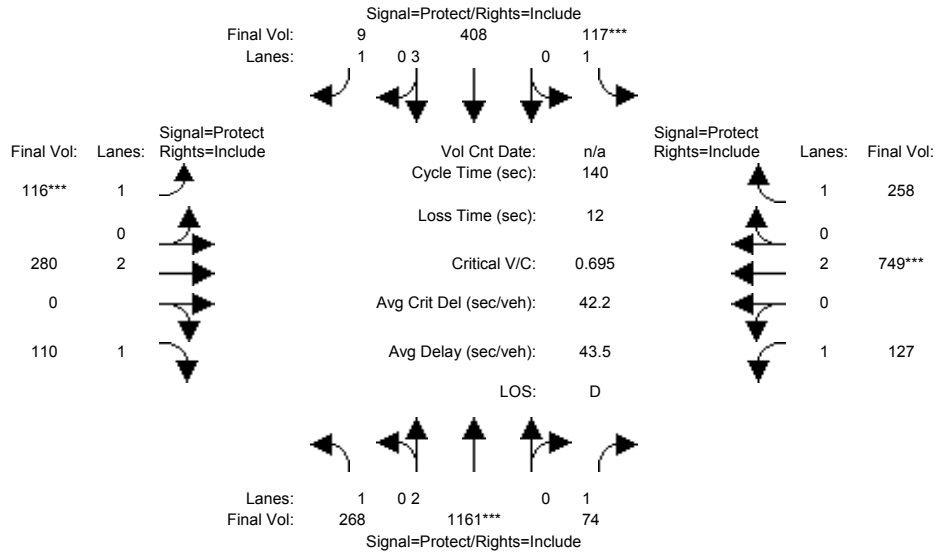 Signal=Protect/Rights=Include
Final Vol: 9 408 117***
Lanes: 1 0 3 0 1
Signal=Protect Signal=Protect
Final Vol: Lanes: Rights=Include Vol Cnt Date: n/a Rights=Include Lanes: Final Vol:
Cycle Time (sec): 140
116*** 1 1 258
Loss Time (sec): 12
0 0
280 2 Critical V/C: 0.695 2 749***
0 0 Avg Crit Del (sec/veh): 42.2 0
110 1 Avg Delay (sec/veh): 43.5 1 127
LOS: D
Lanes: 1 0 2 0 1
Final Vol: 268 1161*** 74
Signal=Protect/Rights=Include